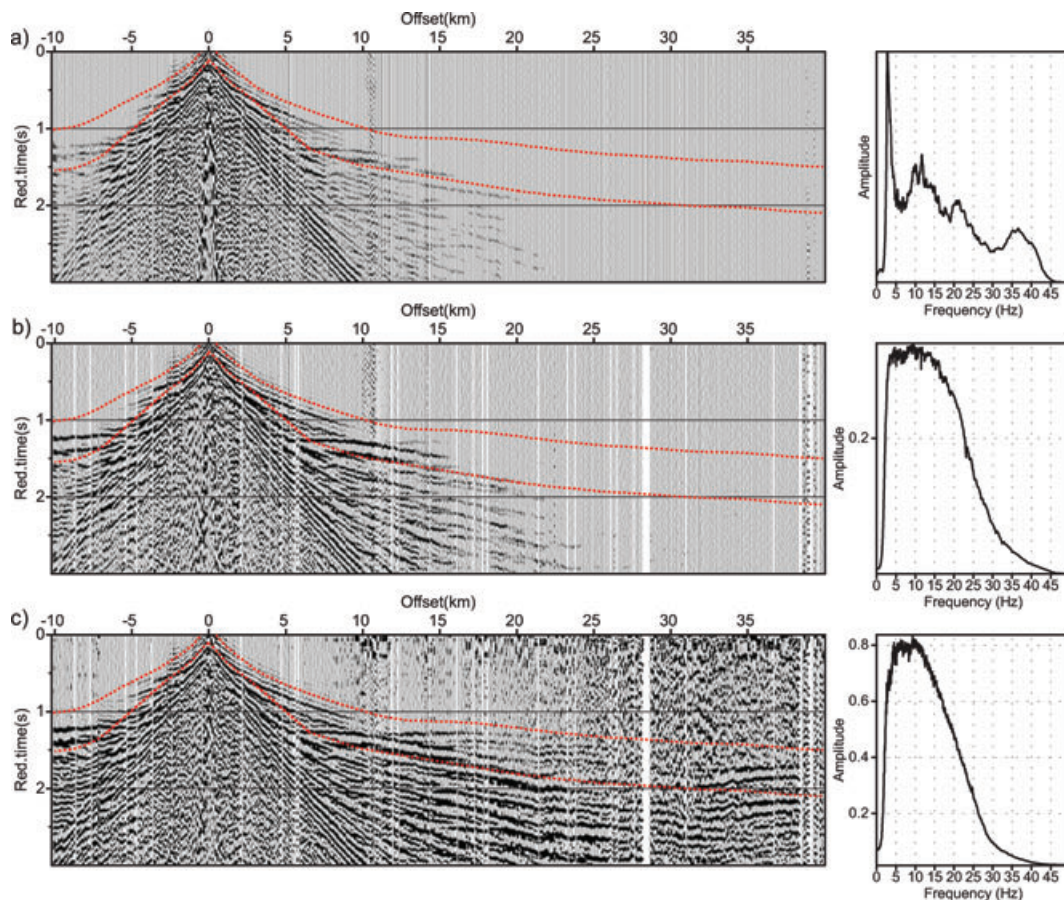 Offset(km)
a)
-10 -5 0 5 10 15 20 25 30 35
0
1
2
Red.time(s)
Amplitude
0 5 10 15 20 25 30 35 40 45
Frequency (Hz)
Offset(km)
b)
-10 -5 0 5 10 15 20 25 30 35
0
1
2
Red.time(s)
0.2
Amplitude
0 5 10 15 20 25 30 35 40 45
Frequency (Hz)
Offset(km)
c)
-10 -5 0 5 10 15 20 25 30 35
0
1
2
Red.time(s)
0.8
0.6
0.4
0.2
Amplitude
0 5 10 15 20 25 30 35 40 45
Frequency (Hz)